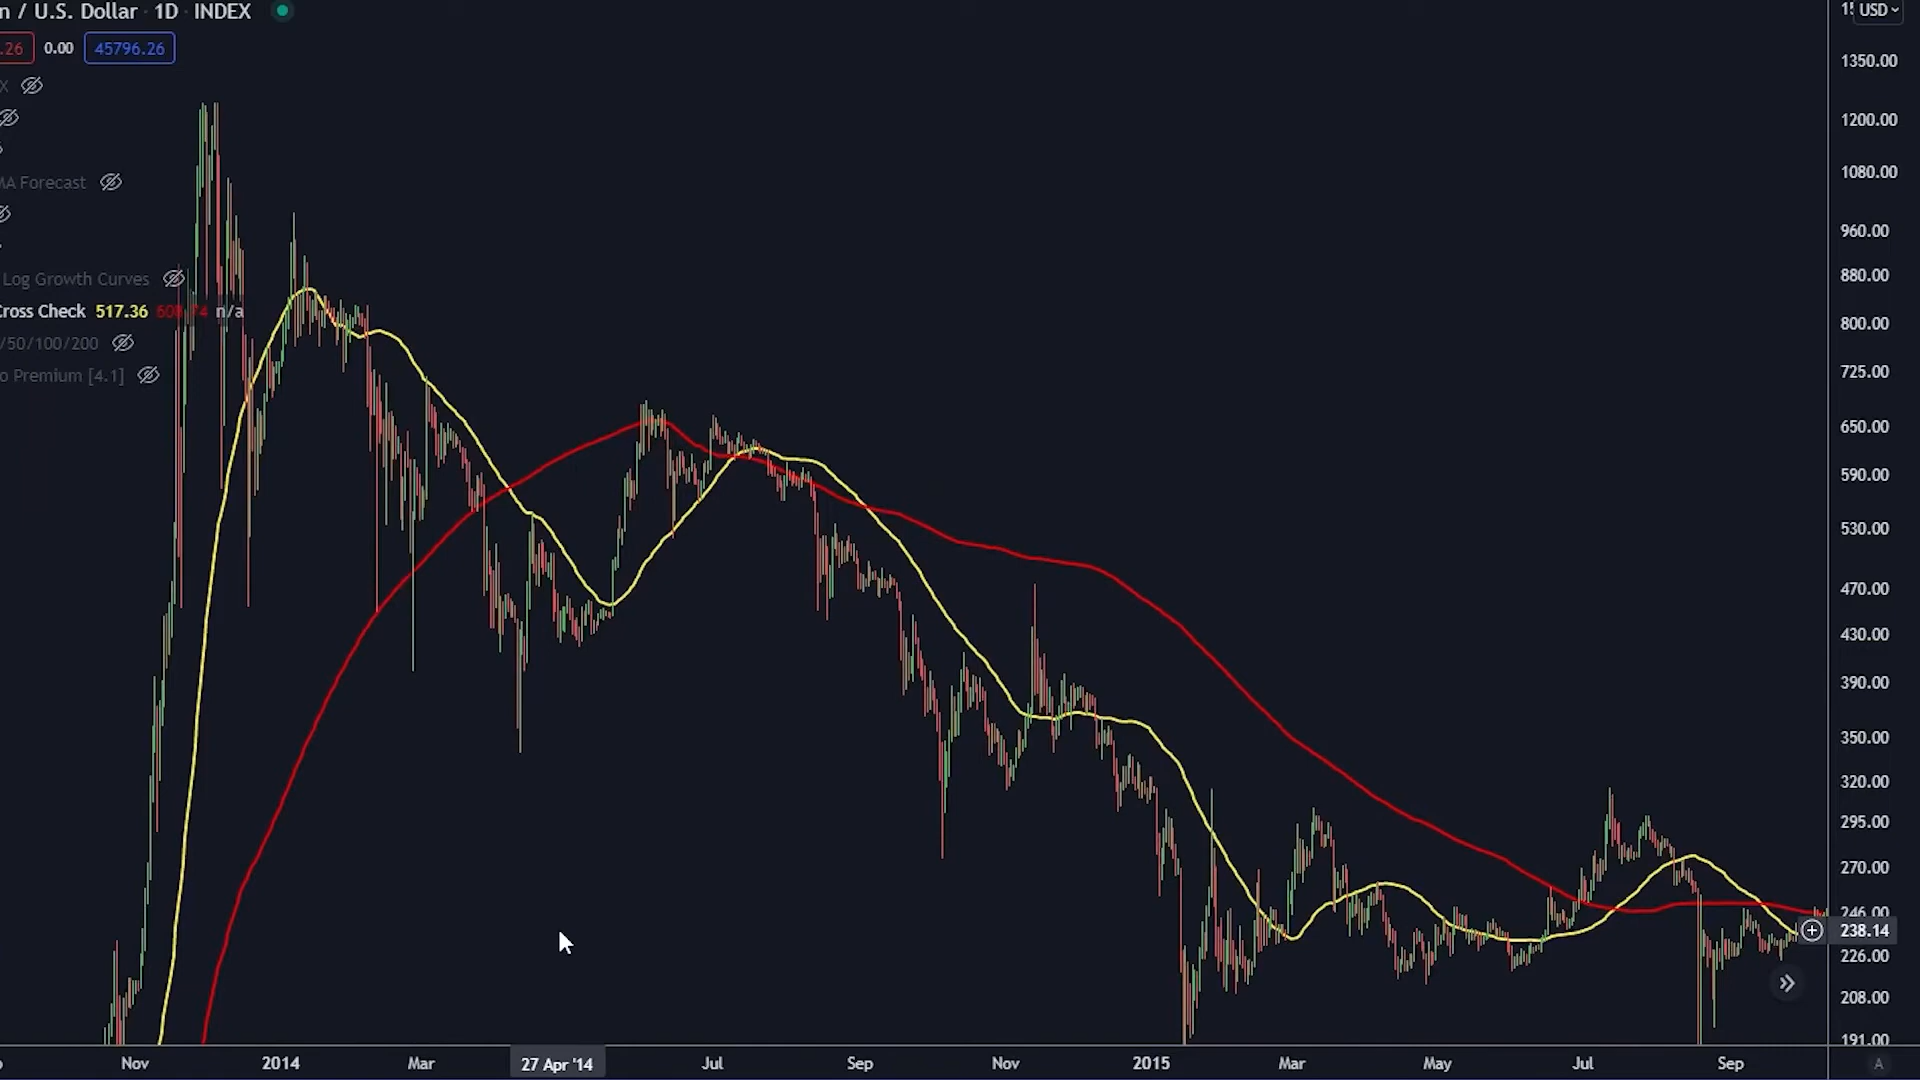 n / U.S. Dollar · 1D · INDEX
USD
.26 0.00 45796.26
1350.00
X
1200.00
1080.00
MA Forecast
960.00
880.00
Log Growth Curves
Cross Check 517.36 n/a
800.00
/50/100/200
725.00
o Premium [4.1]
650.00
590.00
530.00
470.00
430.00
390.00
350.00
320.00
295.00
270.00
246.00
238.14
226.00
208.00
191.00
Nov 2014 Mar 27 Apr '14 Jul Sep Nov 2015 Mar May Jul Sep A